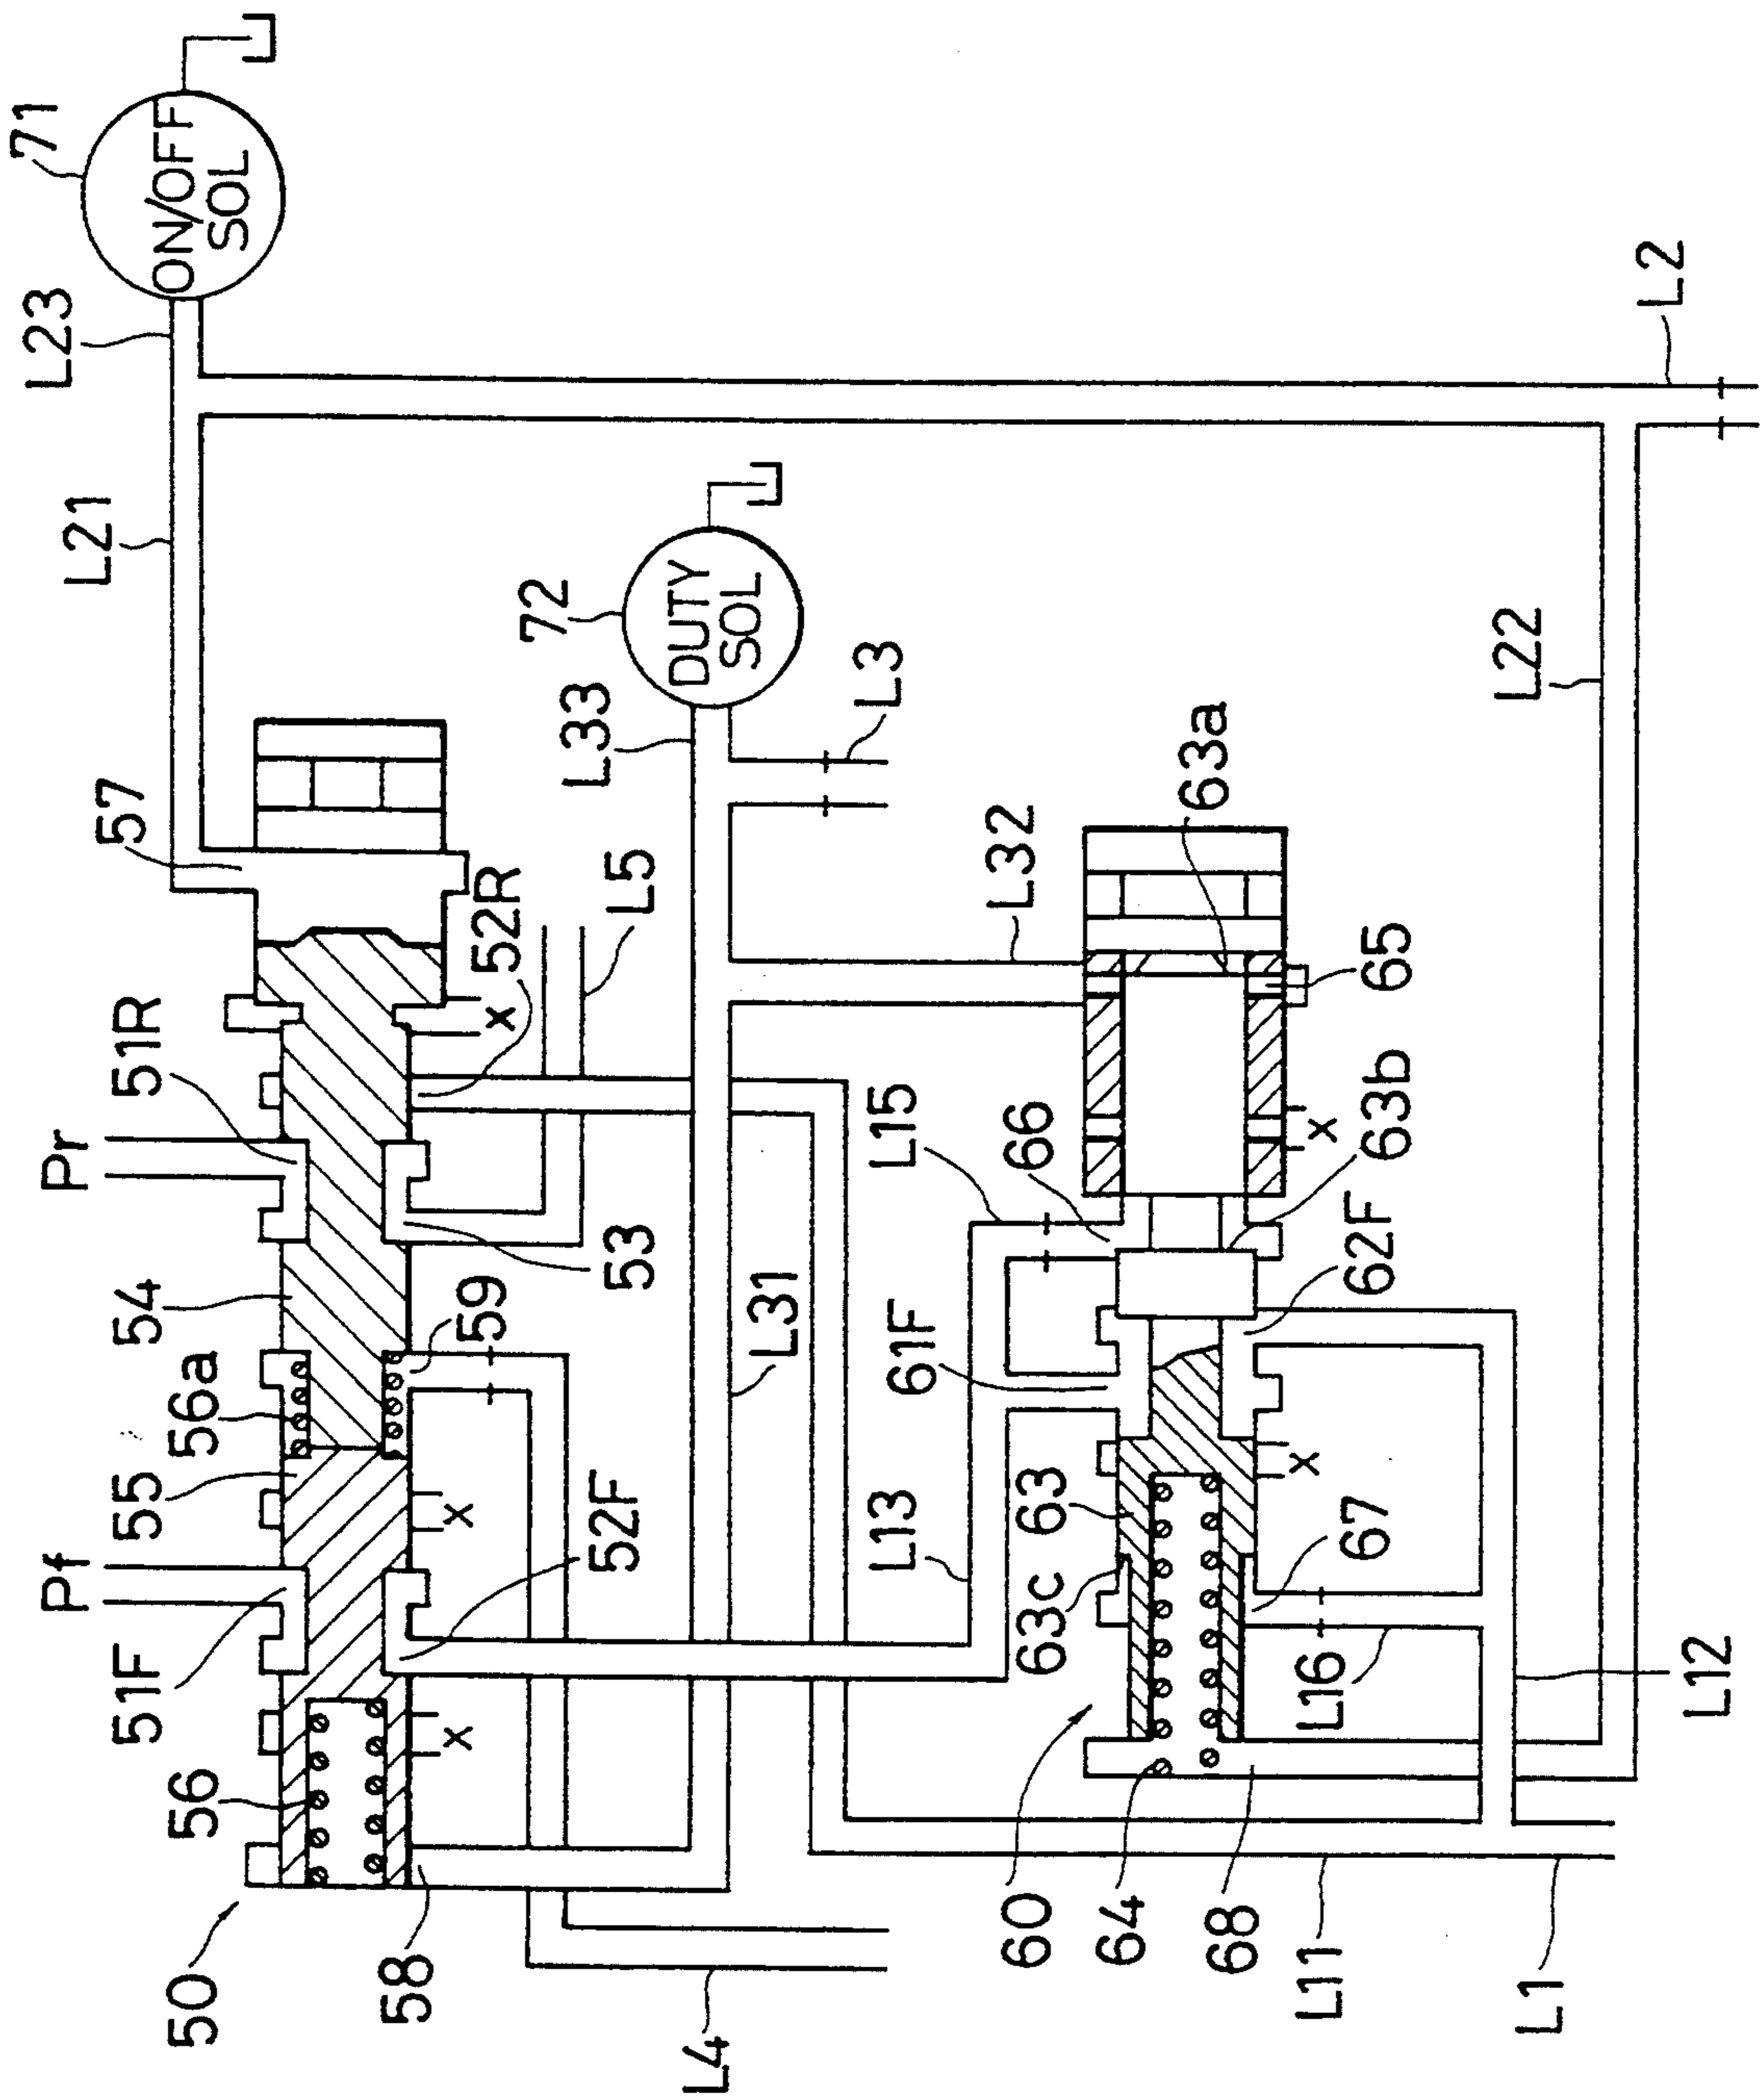 71
ON/OFF
SOL
L23
L21
57
72
DUTY
SOL
L33
L3
L2
L22
63a
L32
65
52R
L5
51R
Pr
x
53
L15
66
x
63b
62F
54
59
L31
61F
56a
55
Pf
x
52F
L13
63
x
67
63c
51F
x
L16
L12
56
60
64
68
50
58
L4
L11
L1